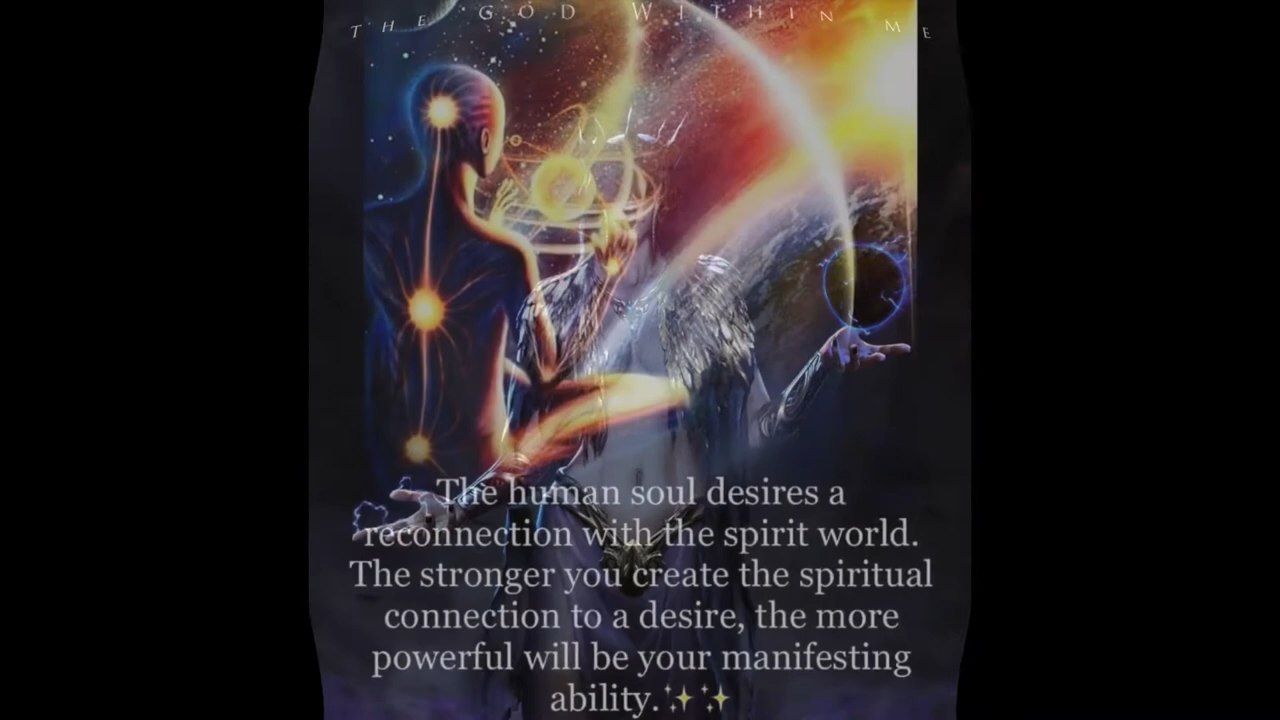 THE GOD WITHIN ME
The human soul desires a
reconnection with the spirit world.
The stronger you create the spiritual
connection to a desire, the more
powerful will be your manifesting
ability.✨✨